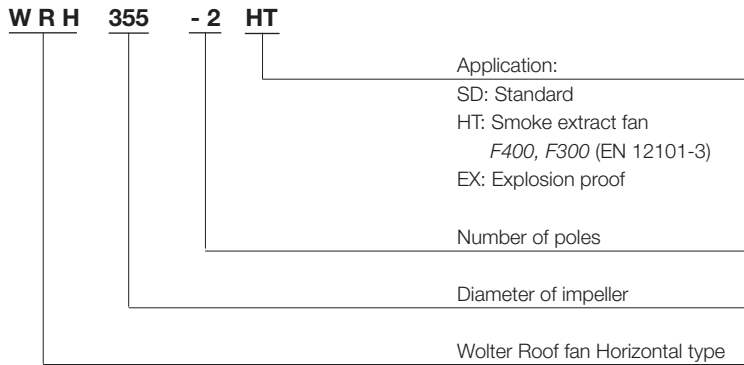 W R H 355 - 2 HT
Application:
SD: Standard
HT: Smoke extract fan
F400, F300 (EN 12101-3)
EX: Explosion proof
Number of poles
Diameter of impeller
Wolter Roof fan Horizontal type